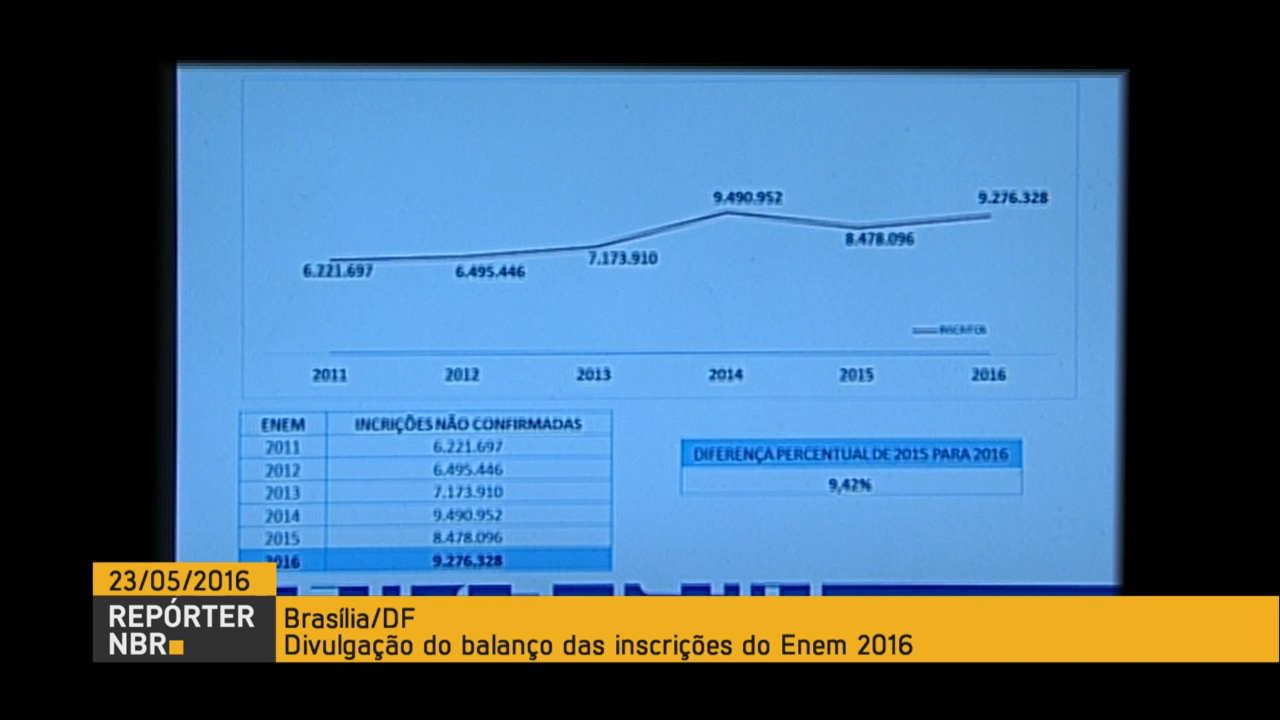 9.490.952
9.276.328
8.478.096
7.173.910
6.221.697
6.495.446
2011 2012 2013 2014 2015 2016
ENEM INCRIÇÕES NÃO CONFIRMADAS
2011 6.221.697
2012 6.495.446
2013 7.173.910
2014 9.490.952
2015 8.478.096
2016 9.276.328
DIFERENÇA PERCENTUAL DE 2015 PARA 2016
9,42%
23/05/2016
REPÓRTER
NBR
Brasília/DF
Divulgação do balanço das inscrições do Enem 2016